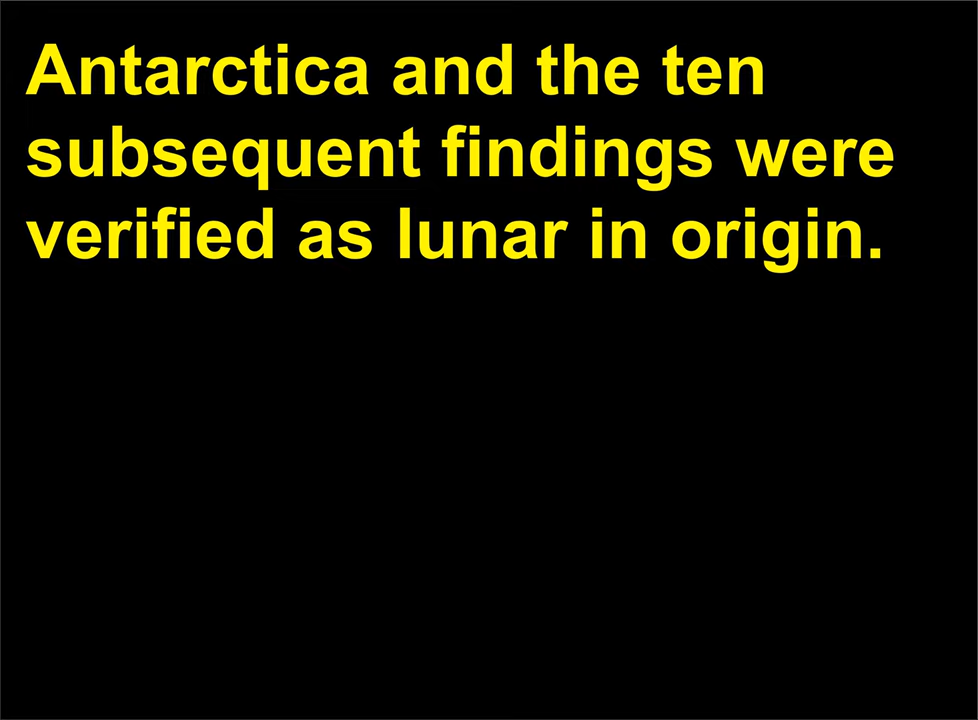 Antarctica and the ten
subsequent findings were
verified as lunar in origin.